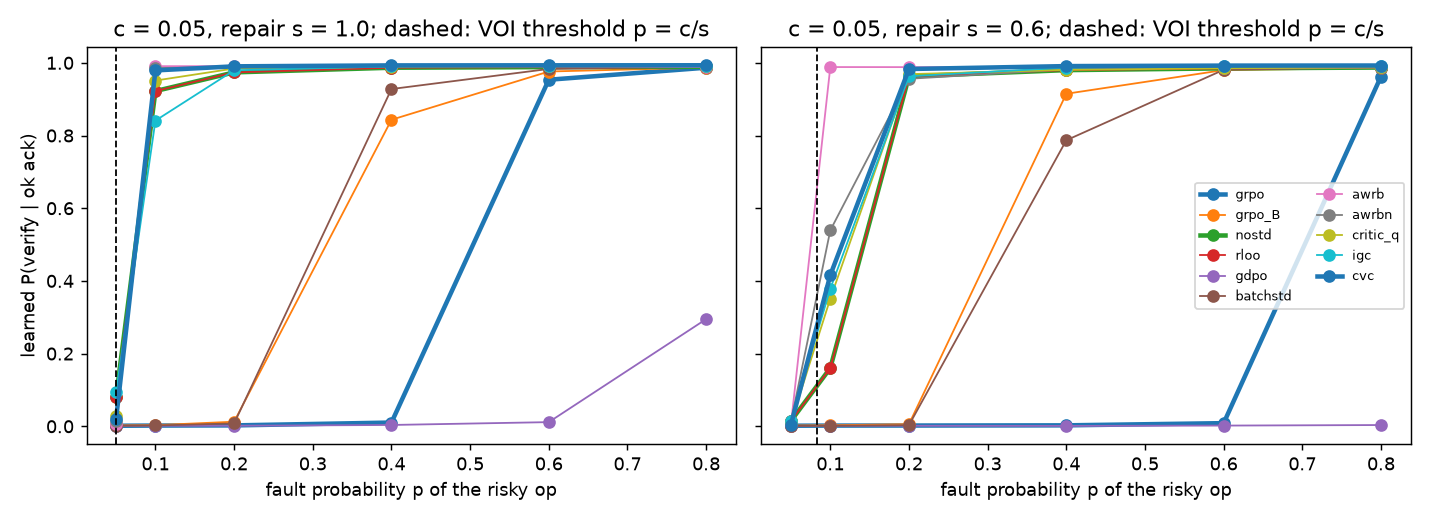 c = 0.05, repair s = 1.0; dashed: VOI threshold p = c/s
c = 0.05, repair s = 0.6; dashed: VOI threshold p = c/s
learned P(verify | ok ack)
1.0
0.8
0.6
0.4
0.2
0.0
0.1 0.2 0.3 0.4 0.5 0.6 0.7 0.8
fault probability p of the risky op
0.1 0.2 0.3 0.4 0.5 0.6 0.7 0.8
fault probability p of the risky op
grpo
grpo_B
nostd
rloo
gdpo
batchstd
awrb
awrbn
critic_q
igc
cvc